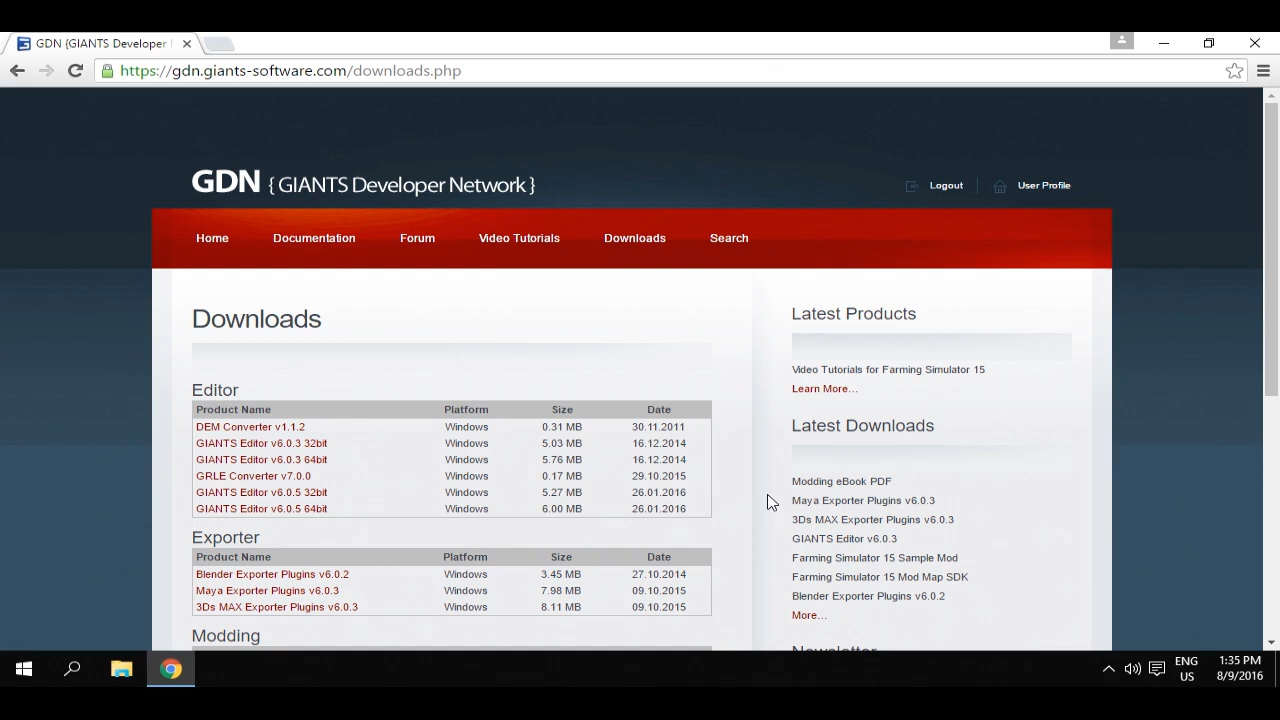 GDN {GIANTS Developer
https://gdn.giants-software.com/downloads.php
GDN { GIANTS Developer Network }
Logout
User Profile
Home Documentation Forum Video Tutorials Downloads Search
Downloads
Editor
Product Name Platform Size Date
DEM Converter v1.1.2 Windows 0.31 MB 30.11.2011
GIANTS Editor v6.0.3 32bit Windows 5.03 MB 16.12.2014
GIANTS Editor v6.0.3 64bit Windows 5.76 MB 16.12.2014
GRLE Converter v7.0.0 Windows 0.17 MB 29.10.2015
GIANTS Editor v6.0.5 32bit Windows 5.27 MB 26.01.2016
GIANTS Editor v6.0.5 64bit Windows 6.00 MB 26.01.2016
Exporter
Product Name Platform Size Date
Blender Exporter Plugins v6.0.2 Windows 3.45 MB 27.10.2014
Maya Exporter Plugins v6.0.3 Windows 7.98 MB 09.10.2015
3Ds MAX Exporter Plugins v6.0.3 Windows 8.11 MB 09.10.2015
Modding
Latest Products
Video Tutorials for Farming Simulator 15
Learn More...
Latest Downloads
Modding eBook PDF
Maya Exporter Plugins v6.0.3
3Ds MAX Exporter Plugins v6.0.3
GIANTS Editor v6.0.3
Farming Simulator 15 Sample Mod
Farming Simulator 15 Mod Map SDK
Blender Exporter Plugins v6.0.2
More...
Newsletter
ENG
US
1:35 PM
8/9/2016